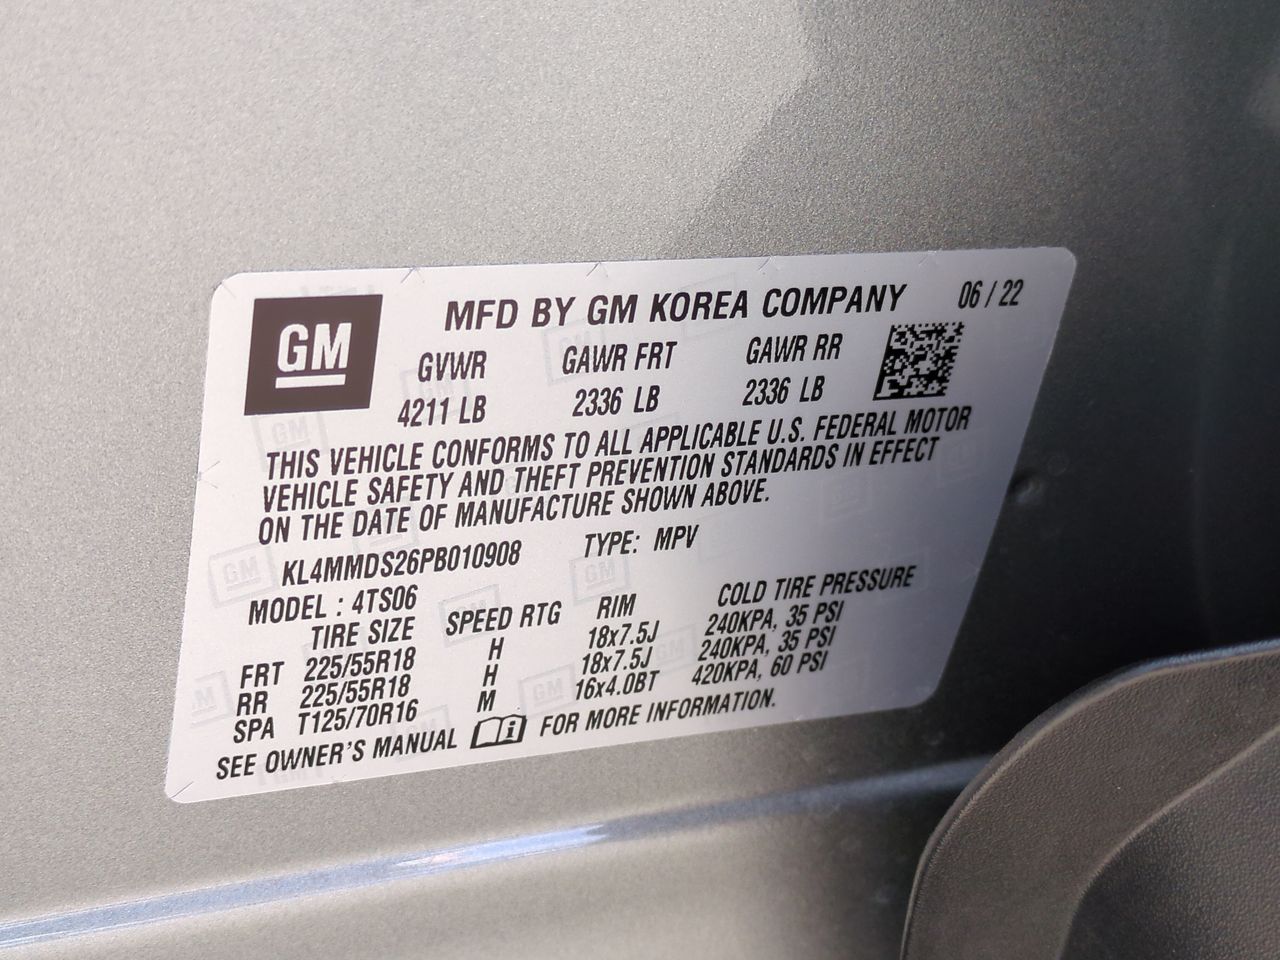 GM
MFD BY GM KOREA COMPANY 06 / 22
GVWR GAWR FRT GAWR RR
4211 LB 2336 LB 2336 LB
THIS VEHICLE CONFORMS TO ALL APPLICABLE U.S. FEDERAL MOTOR
VEHICLE SAFETY AND THEFT PREVENTION STANDARDS IN EFFECT
ON THE DATE OF MANUFACTURE SHOWN ABOVE.
KL4MMDS26PB010908 TYPE: MPV
MODEL : 4TS06
TIRE SIZE SPEED RTG RIM COLD TIRE PRESSURE
FRT 225/55R18 H 18x7.5J 240KPA, 35 PSI
RR 225/55R18 H 18x7.5J 240KPA, 35 PSI
SPA T125/70R16 M 16x4.0BT 420KPA, 60 PSI
SEE OWNER'S MANUAL FOR MORE INFORMATION.